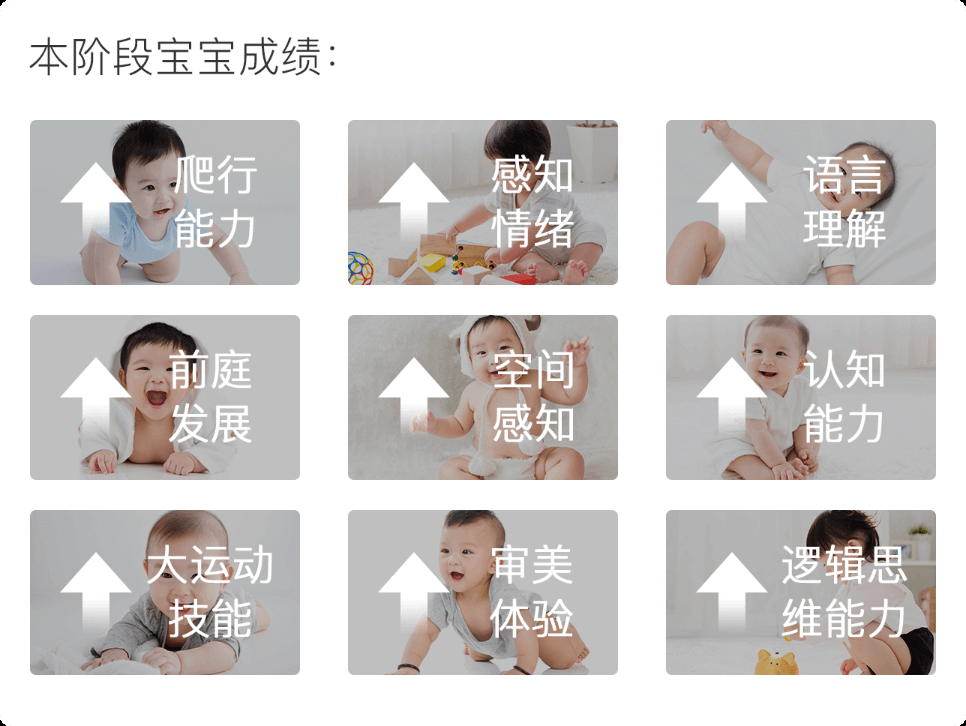 本阶段宝宝成绩：
爬行
能力
感知
情绪
语言
理解
前庭
发展
空间
感知
认知
能力
大运动
技能
审美
体验
逻辑思
维能力